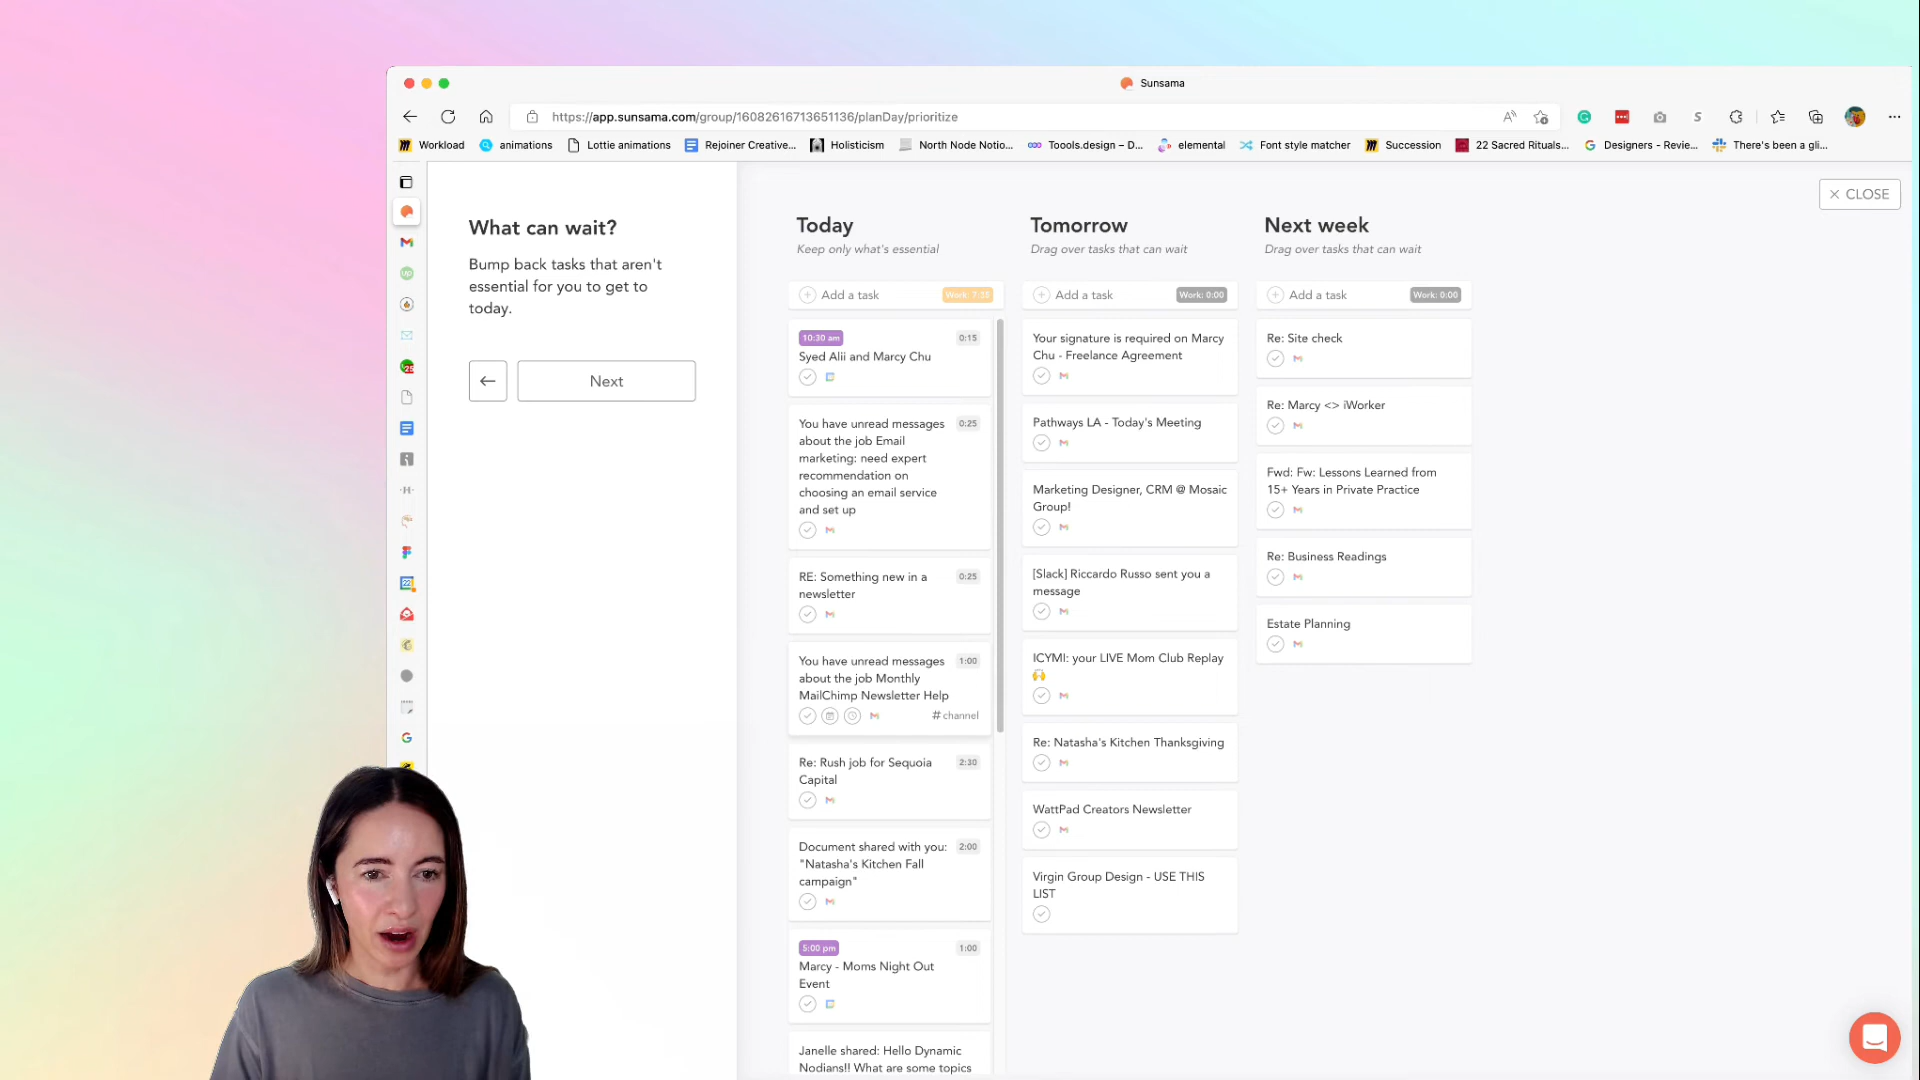 Sunsama
https://app.sunsama.com/group/16082616713651136/planDay/prioritize
Workload
animations
Lottie animations
Rejoiner Creative...
Holisticism
North Node Notio...
Toools.design – D...
elemental
Font style matcher
Succession
22 Sacred Rituals...
Designers - Revie...
There's been a gli...
CLOSE
What can wait?
Bump back tasks that aren't
essential for you to get to
today.
Next
Today
Keep only what's essential
Add a task
Work: 7:35
10:30 am
0:15
Syed Alii and Marcy Chu
You have unread messages
0:25
about the job Email
marketing: need expert
recommendation on
choosing an email service
and set up
RE: Something new in a
0:25
newsletter
You have unread messages
1:00
about the job Monthly
MailChimp Newsletter Help
# channel
Re: Rush job for Sequoia
2:30
Capital
Document shared with you:
2:00
"Natasha's Kitchen Fall
campaign"
5:00 pm
1:00
Marcy - Moms Night Out
Event
Janelle shared: Hello Dynamic
Nodians!! What are some topics
Tomorrow
Drag over tasks that can wait
Add a task
Work: 0:00
Your signature is required on Marcy
Chu - Freelance Agreement
Pathways LA - Today's Meeting
Marketing Designer, CRM @ Mosaic
Group!
[Slack] Riccardo Russo sent you a
message
ICYMI: your LIVE Mom Club Replay
🙌
Re: Natasha's Kitchen Thanksgiving
WattPad Creators Newsletter
Virgin Group Design - USE THIS
LIST
Next week
Drag over tasks that can wait
Add a task
Work: 0:00
Re: Site check
Re: Marcy <> iWorker
Fwd: Fw: Lessons Learned from
15+ Years in Private Practice
Re: Business Readings
Estate Planning